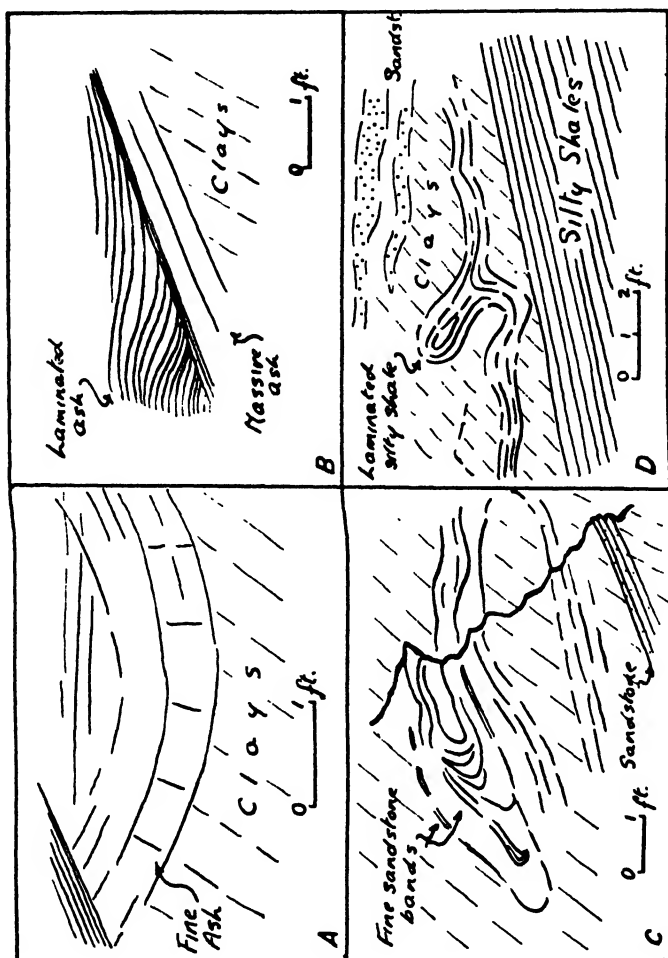 Fine
Ash
Clays
0 1 ft.
A
Laminated
ash
Massive
ash
Clays
0 1 ft.
B
Fine sandstone
bands
Sandstone
0 1 ft.
C
Laminated
silty shale
Clays
Sandst
Silty Shales
0 1 2 ft.
D